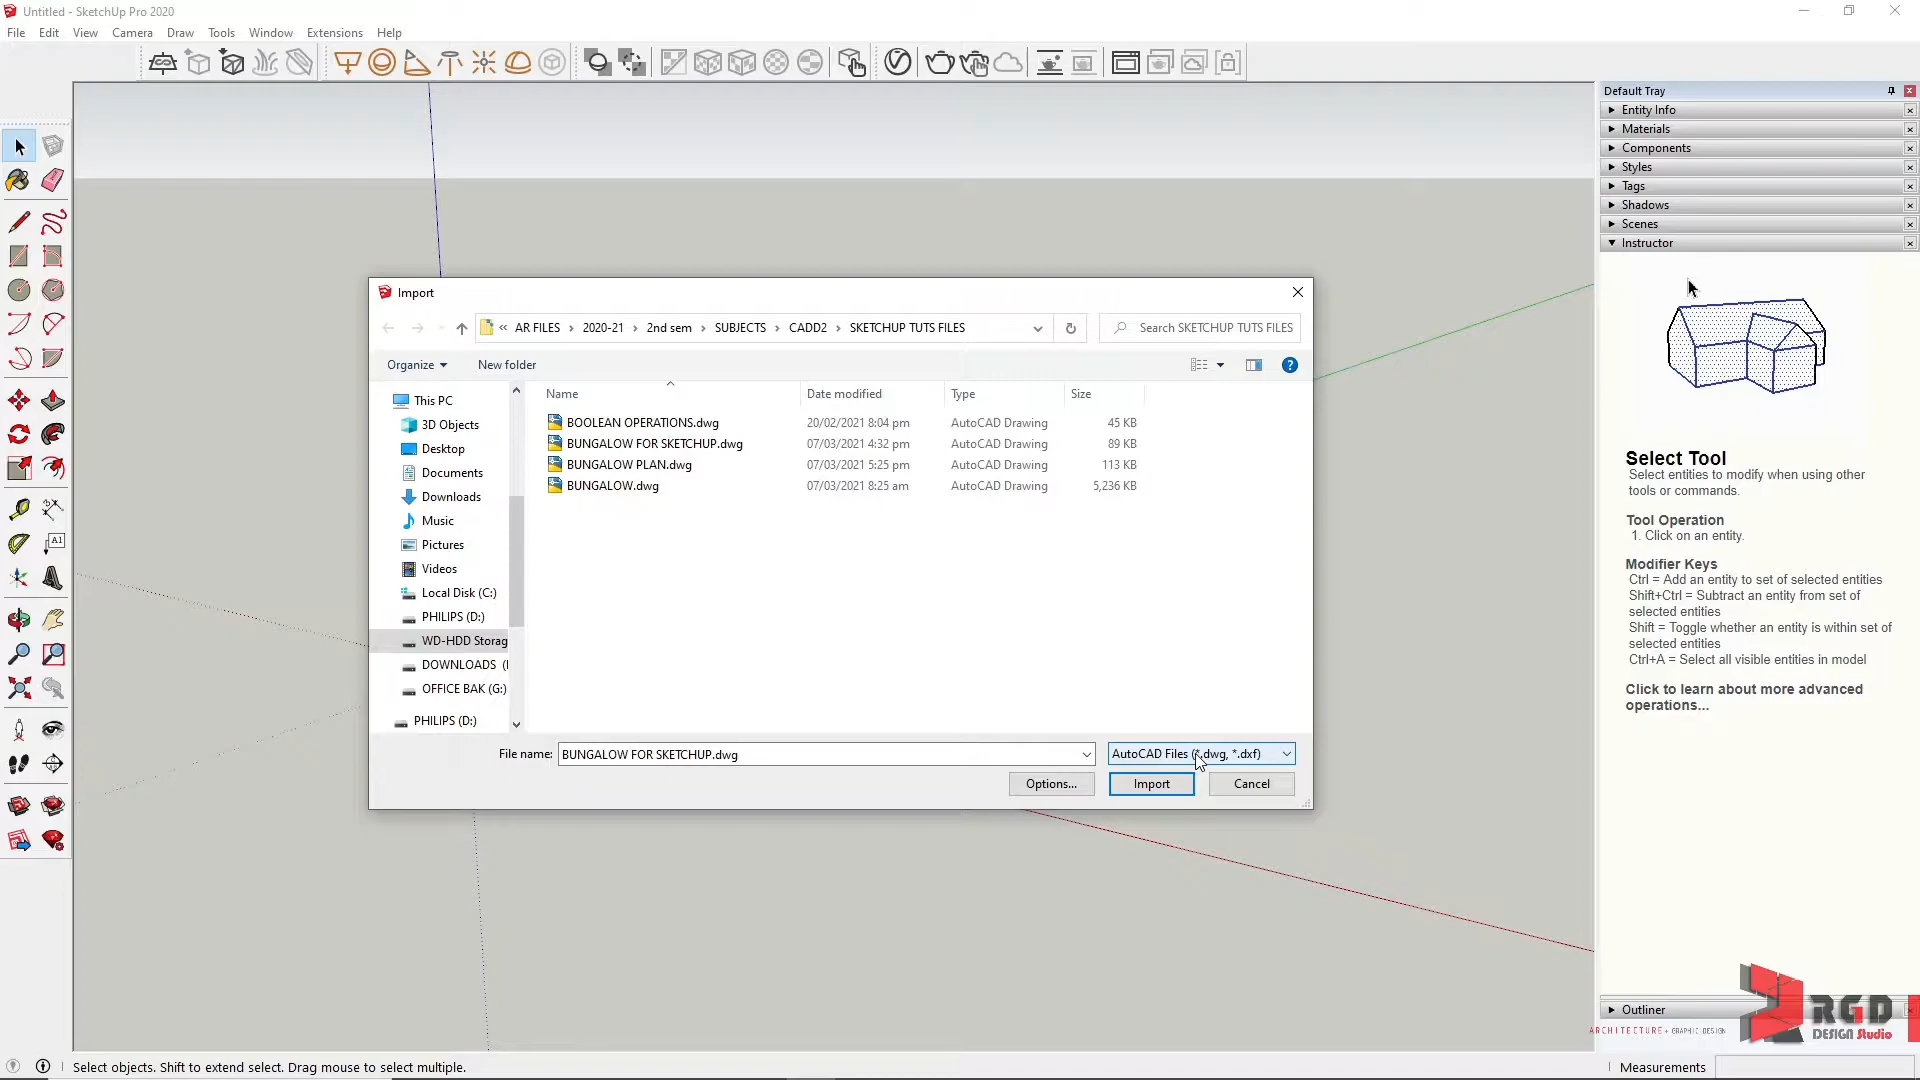 Untitled - SketchUp Pro 2020
File Edit View Camera Draw Tools Window Extensions Help
Default Tray
Entity Info
Materials
Components
Styles
Tags
Shadows
Scenes
Instructor
Import
« AR FILES › 2020-21 › 2nd sem › SUBJECTS › CADD2 › SKETCHUP TUTS FILES
Search SKETCHUP TUTS FILES
Organize New folder
Name Date modified Type Size
BOOLEAN OPERATIONS.dwg 20/02/2021 8:04 pm AutoCAD Drawing 45 KB
BUNGALOW FOR SKETCHUP.dwg 07/03/2021 4:32 pm AutoCAD Drawing 89 KB
BUNGALOW PLAN.dwg 07/03/2021 5:25 pm AutoCAD Drawing 113 KB
BUNGALOW.dwg 07/03/2021 8:25 am AutoCAD Drawing 5,236 KB
This PC
3D Objects
Desktop
Documents
Downloads
Music
Pictures
Videos
Local Disk (C:)
PHILIPS (D:)
WD-HDD Storag
DOWNLOADS (
OFFICE BAK (G:)
PHILIPS (D:)
File name: BUNGALOW FOR SKETCHUP.dwg
AutoCAD Files (*.dwg, *.dxf)
Options... Import Cancel
A1
Select Tool
Select entities to modify when using other
tools or commands.
Tool Operation
1. Click on an entity.
Modifier Keys
Ctrl = Add an entity to set of selected entities
Shift+Ctrl = Subtract an entity from set of
selected entities
Shift = Toggle whether an entity is within set of
selected entities
Ctrl+A = Select all visible entities in model
Click to learn about more advanced
operations...
Outliner
RGD
DESIGN Studio
ARCHITECTURE + GRAPHIC DESIGN
Select objects. Shift to extend select. Drag mouse to select multiple.
Measurements